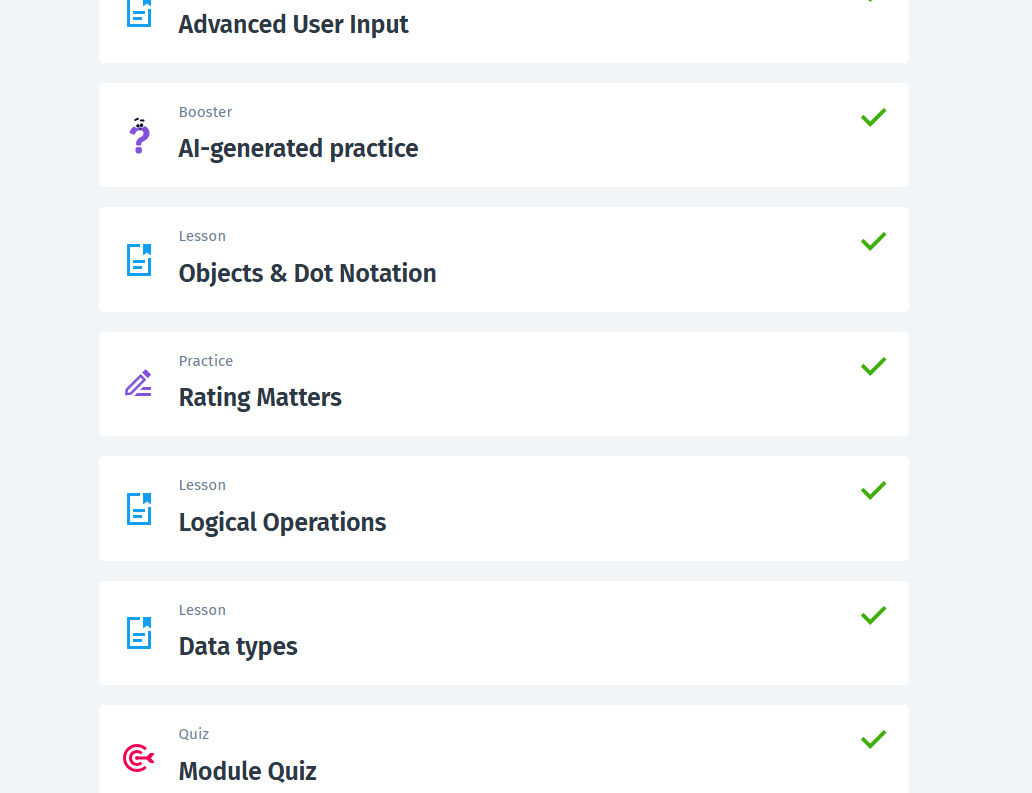 Advanced User Input
Booster
AI-generated practice
Lesson
Objects & Dot Notation
Practice
Rating Matters
Lesson
Logical Operations
Lesson
Data types
Quiz
Module Quiz